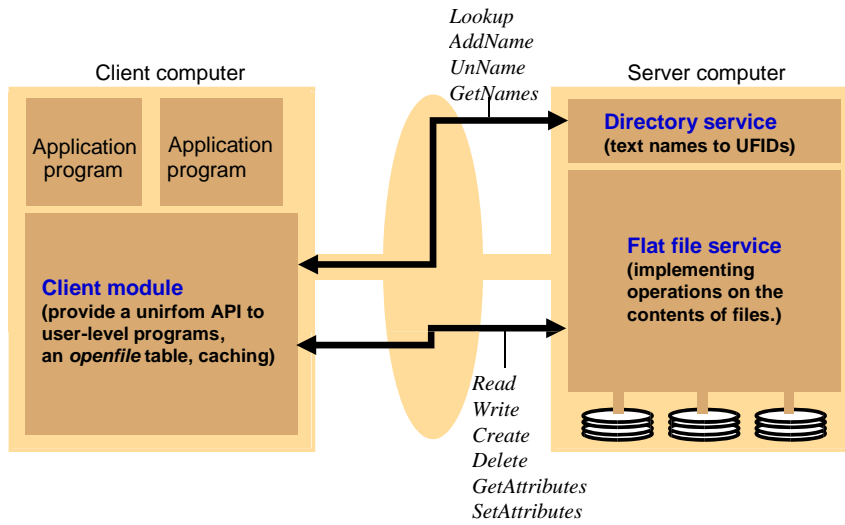 Lookup
AddName
UnName
GetNames
Client computer
Server computer
Application
program
Application
program
Directory service
(text names to UFIDs)
Flat file service
(implementing
operations on the
contents of files.)
Client module
(provide a unirfom API to
user-level programs,
an openfile table, caching)
Read
Write
Create
Delete
GetAttributes
SetAttributes